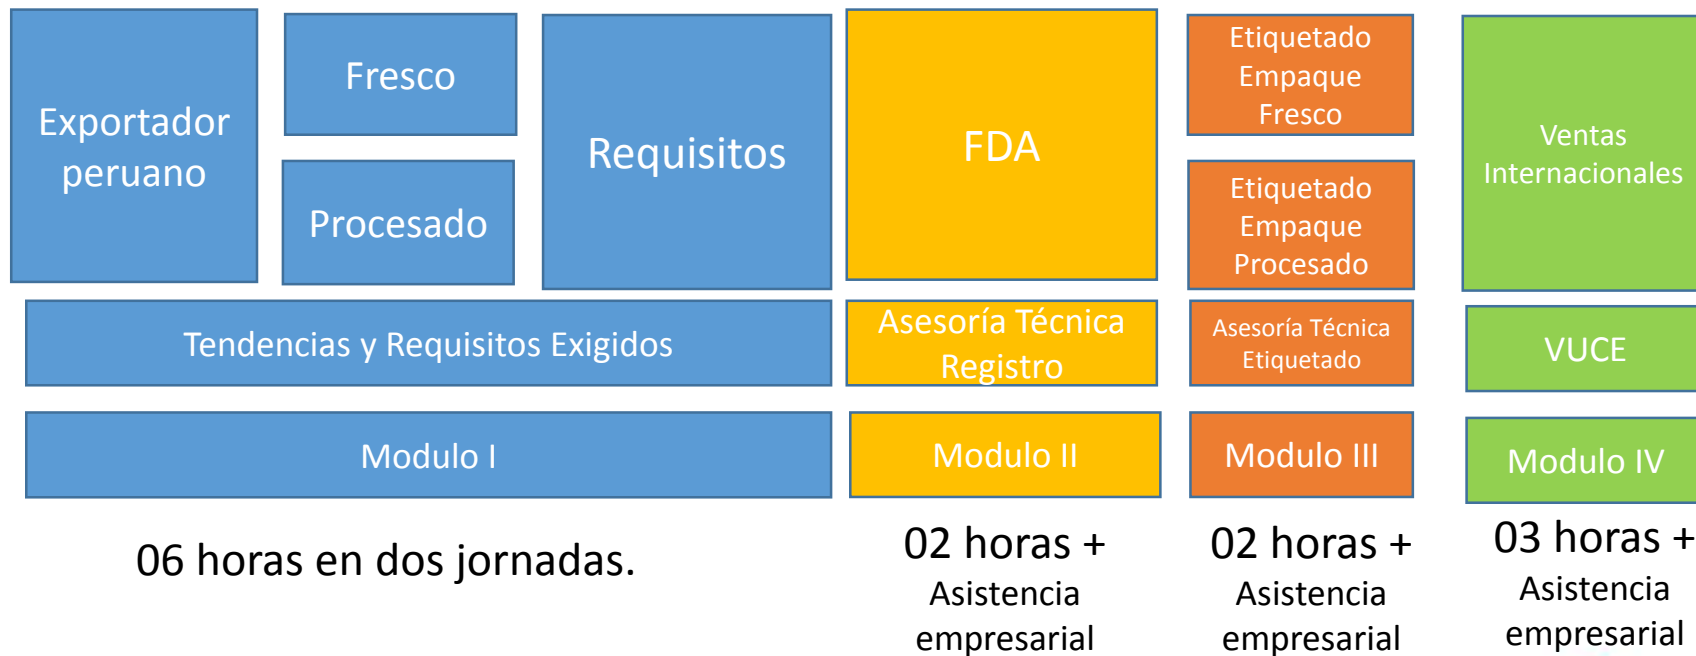 Exportador
peruano
Fresco
Procesado
Requisitos
FDA
Etiquetado
Empaque
Fresco
Etiquetado
Empaque
Procesado
Ventas
Internacionales
Tendencias y Requisitos Exigidos
Asesoría Técnica
Registro
Asesoría Técnica
Etiquetado
VUCE
Modulo I
Modulo II
Modulo III
Modulo IV
06 horas en dos jornadas.
02 horas +
Asistencia
empresarial
02 horas +
Asistencia
empresarial
03 horas +
Asistencia
empresarial